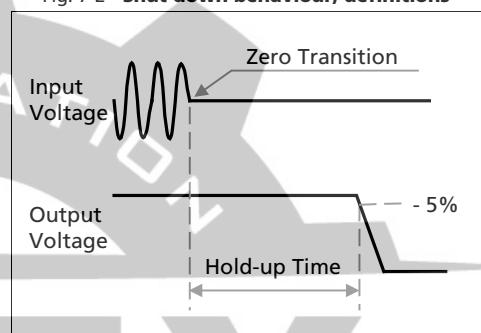 Fig. 7-2 Shut down behaviour, definitions
Zero Transition
Input
Voltage
- 5%
Output
Voltage
Hold-up Time